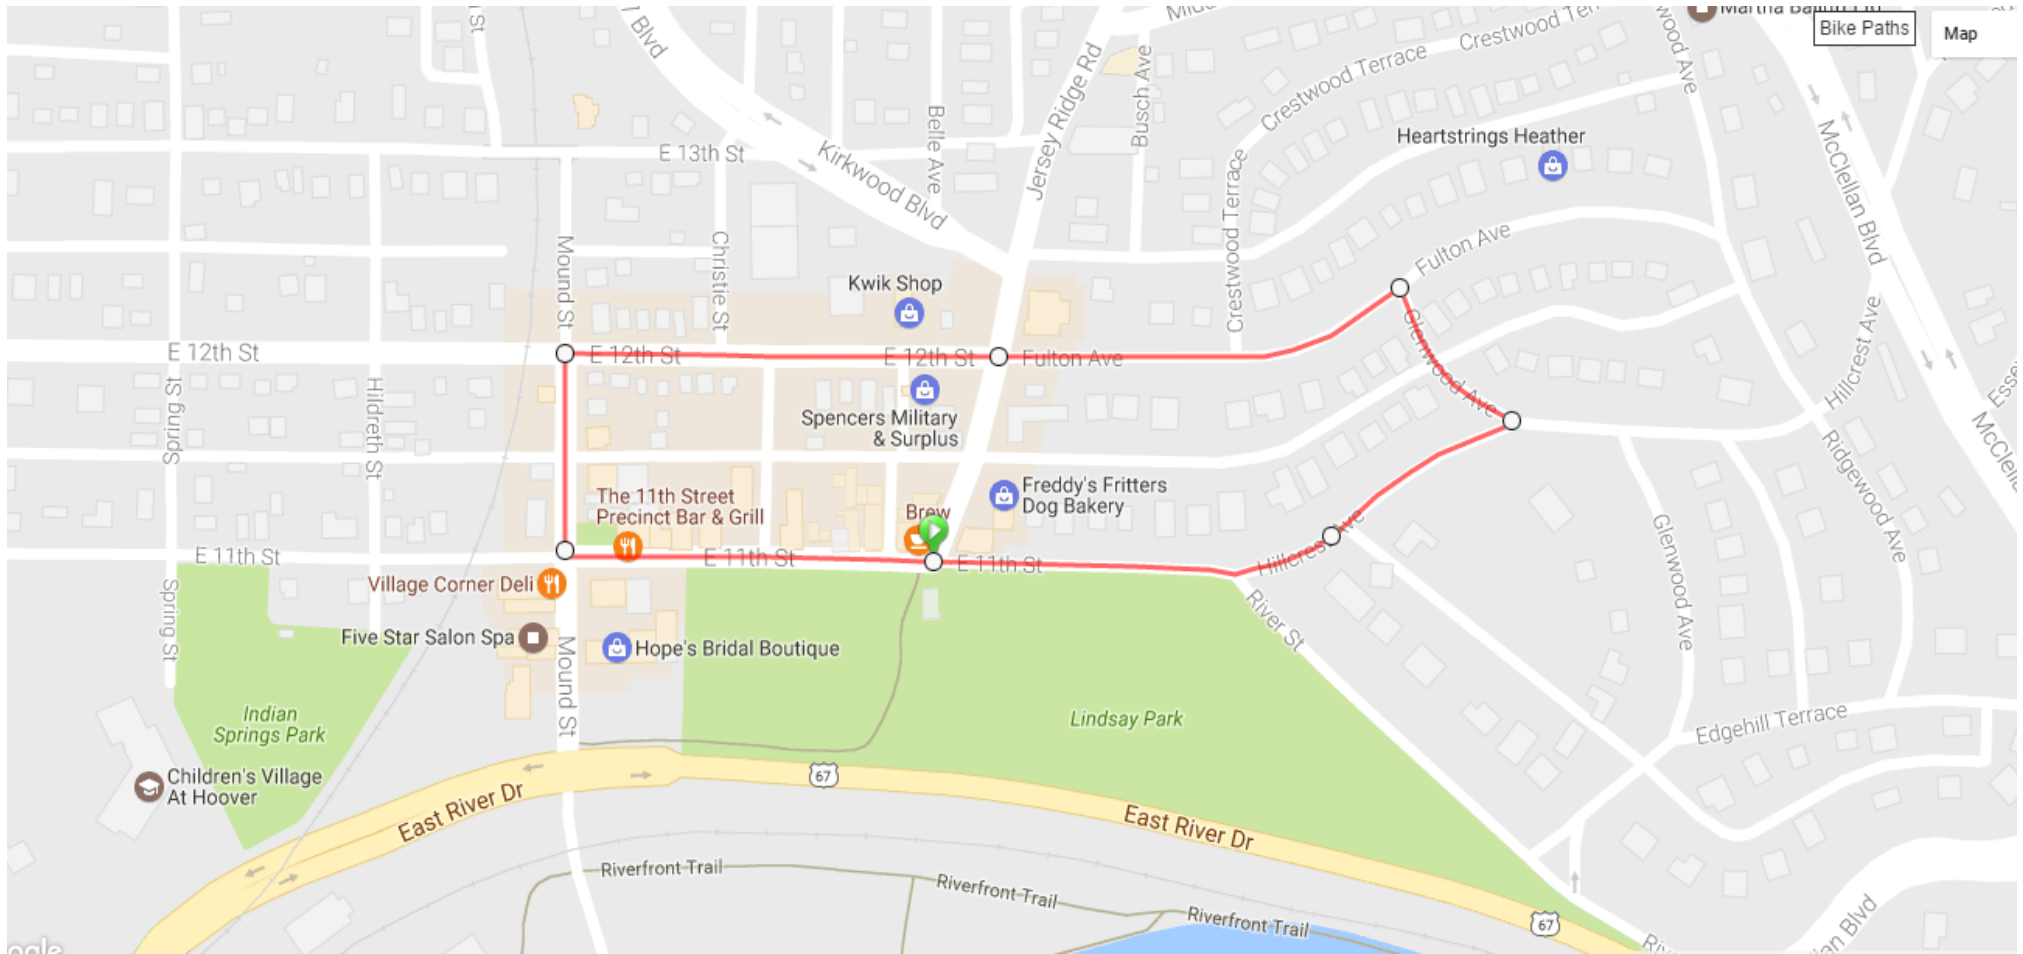 Martha
Bike Paths
Map
Blvd
Crestwood Terrace
Crestwood
Jersey Ridge Rd
Busch Ave
Belle Ave
E 13th St
Kirkwood Blvd
Heartstrings Heather
McClellan Blvd
Crestwood Terrace
Mound St
Christie St
Fulton Ave
Kwik Shop
E 12th St
E 12th St
E 12th St
Fulton Ave
Glenwood Ave
Hillcrest Ave
Spring St
Hildreth St
Spencers Military
& Surplus
Ridgewood Ave
The 11th Street
Precinct Bar & Grill
Brew
Freddy's Fritters
Dog Bakery
E 11th St
E 11th St
E 11th St
Hillcrest Ave
Glenwood Ave
Village Corner Deli
Spring St
River St
Five Star Salon Spa
Hope's Bridal Boutique
Mound St
Indian
Springs Park
Lindsay Park
Edgehill Terrace
Children's Village
At Hoover
67
East River Dr
East River Dr
Riverfront Trail
Riverfront Trail
Riverfront Trail
67